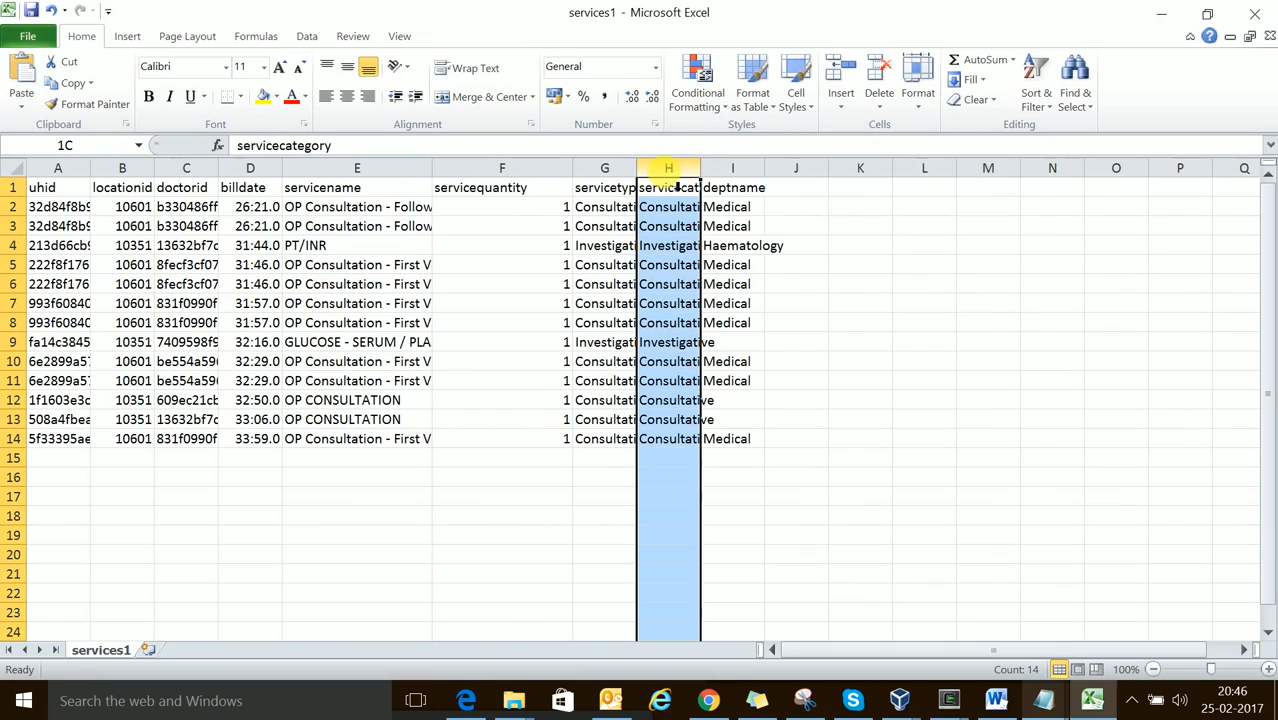 services1 - Microsoft Excel
File Home Insert Page Layout Formulas Data Review View
Paste Cut Copy Format Painter Clipboard
Calibri 11 B I U A Font
Wrap Text Merge & Center Alignment
General % , Number
Conditional Formatting Format as Table Cell Styles Styles
Insert Delete Format Cells
AutoSum Fill Clear Sort & Filter Find & Select Editing
1C fx servicecategory
A B C D E F G H I J K L M N O P Q
1 uhid locationid doctorid billdate servicename servicequantity servicetyp servicecat deptname
2 32d84f8b9 10601 b330486ff 26:21.0 OP Consultation - Follow 1 Consultati Consultati Medical
3 32d84f8b9 10601 b330486ff 26:21.0 OP Consultation - Follow 1 Consultati Consultati Medical
4 213d66cb9 10351 13632bf7c 31:44.0 PT/INR 1 Investigati Investigati Haematology
5 222f8f176 10601 8fecf3cf07 31:46.0 OP Consultation - First V 1 Consultati Consultati Medical
6 222f8f176 10601 8fecf3cf07 31:46.0 OP Consultation - First V 1 Consultati Consultati Medical
7 993f60840 10601 831f0990f 31:57.0 OP Consultation - First V 1 Consultati Consultati Medical
8 993f60840 10601 831f0990f 31:57.0 OP Consultation - First V 1 Consultati Consultati Medical
9 fa14c3845 10351 7409598f9 32:16.0 GLUCOSE - SERUM / PLA 1 Investigati Investigative
10 6e2899a57 10601 be554a596 32:29.0 OP Consultation - First V 1 Consultati Consultati Medical
11 6e2899a57 10601 be554a596 32:29.0 OP Consultation - First V 1 Consultati Consultati Medical
12 1f1603e3c 10351 609ec21cb 32:50.0 OP CONSULTATION 1 Consultati Consultative
13 508a4fbea 10351 13632bf7c 33:06.0 OP CONSULTATION 1 Consultati Consultative
14 5f33395ae 10601 831f0990f 33:59.0 OP Consultation - First V 1 Consultati Consultati Medical
15
16
17
18
19
20
21
22
23
24
services1
Ready Count: 14 100%
Search the web and Windows
20:46
25-02-2017